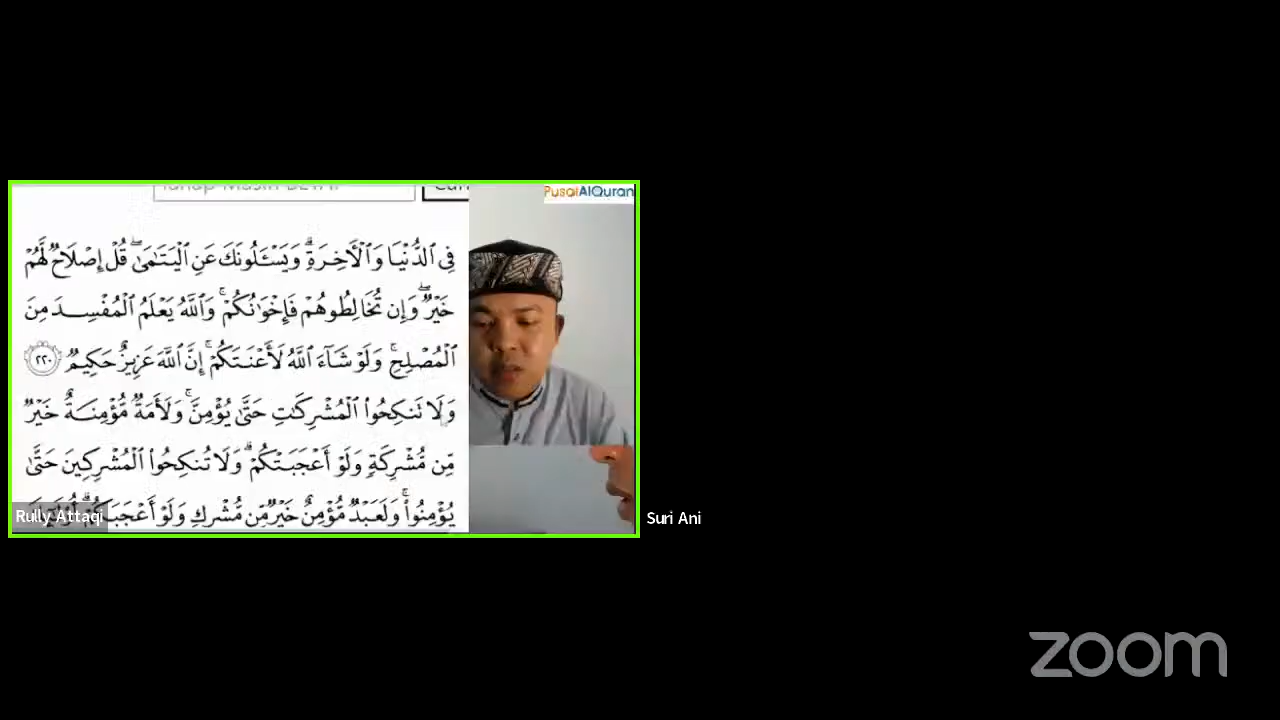 PusatAlQuran
فِى ٱلدُّنْيَا وَٱلْـَٔاخِرَةِ ۗ وَيَسْـَٔلُونَكَ عَنِ ٱلْيَتَـٰمَىٰ ۖ قُلْ إِصْلَاحٌ لَّهُمْ
خَيْرٌ ۖ وَإِن تُخَالِطُوهُمْ فَإِخْوَٰنُكُمْ ۚ وَٱللَّهُ يَعْلَمُ ٱلْمُفْسِدَ مِنَ
ٱلْمُصْلِحِ ۚ وَلَوْ شَآءَ ٱللَّهُ لَأَعْنَتَكُمْ ۚ إِنَّ ٱللَّهَ عَزِيزٌ حَكِيمٌ ٢٢٠
وَلَا تَنكِحُوا۟ ٱلْمُشْرِكَـٰتِ حَتَّىٰ يُؤْمِنَّ ۚ وَلَأَمَةٌ مُّؤْمِنَةٌ خَيْرٌ
مِّن مُّشْرِكَةٍ وَلَوْ أَعْجَبَتْكُمْ ۗ وَلَا تُنكِحُوا۟ ٱلْمُشْرِكِينَ حَتَّىٰ
يُؤْمِنُوا۟ ۚ وَلَعَبْدٌ مُّؤْمِنٌ خَيْرٌ مِّن مُّشْرِكٍ وَلَوْ أَعْجَبَكُمْ ۗ
Rully Attaqi
Suri Ani
zoom